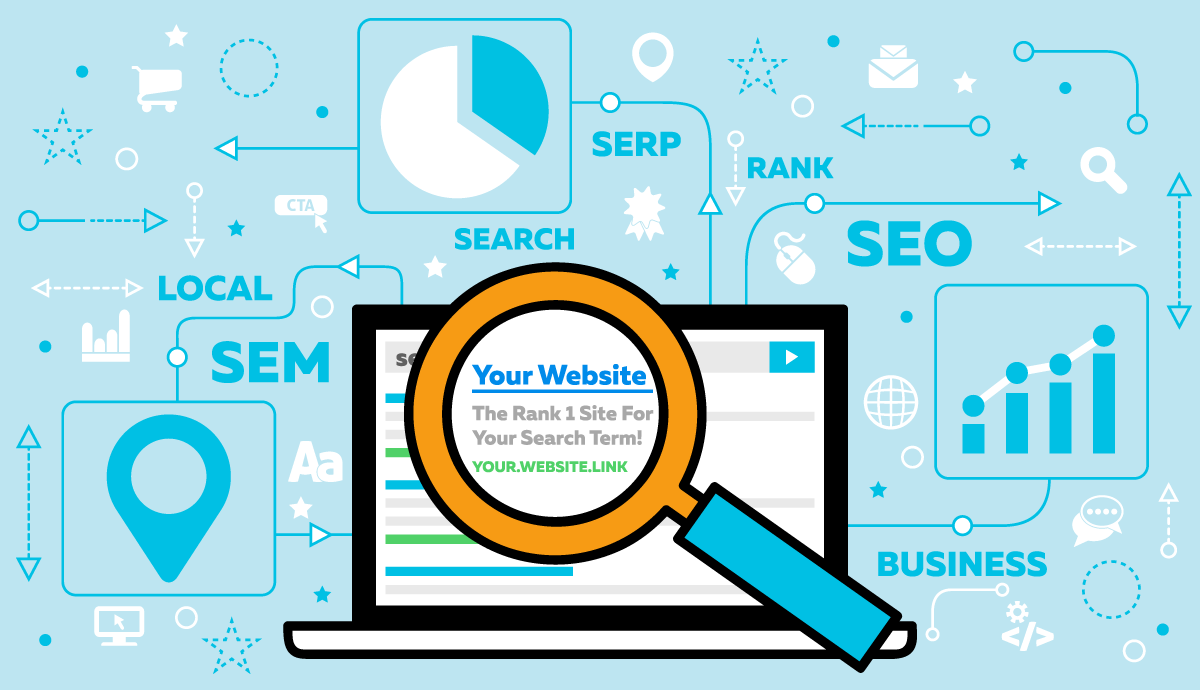 SERP
RANK
CTA
SEARCH
SEO
LOCAL
SEM
se
Your Website
The Rank 1 Site For
Your Search Term!
YOUR.WEBSITE.LINK
Aa
BUSINESS
</>